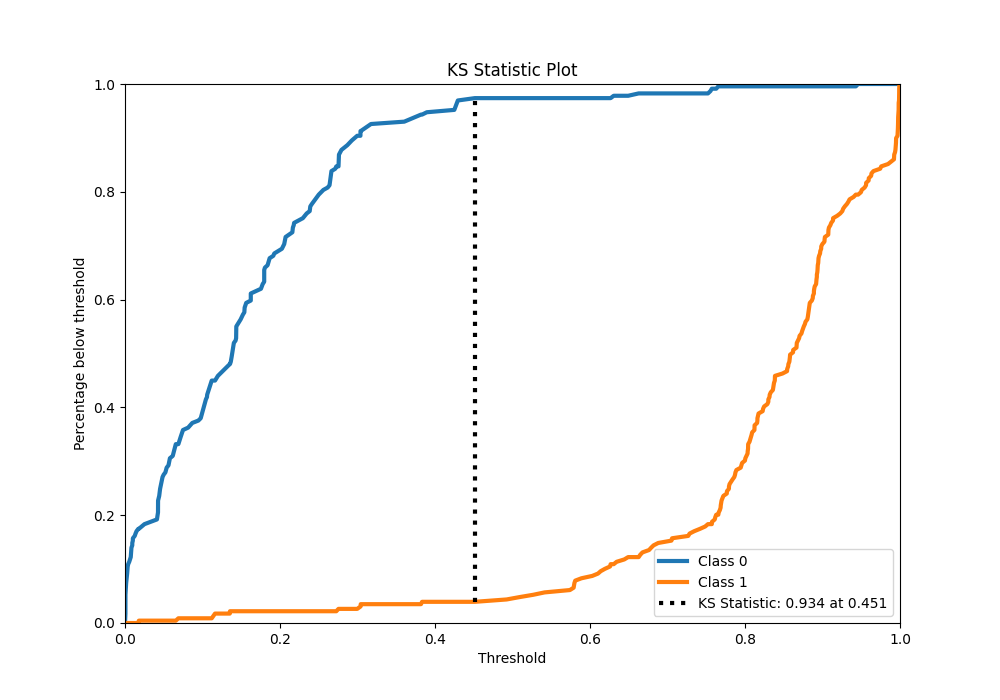 KS Statistic Plot
1.0
0.8
0.6
0.4
0.2
0.0
Percentage below threshold
0.0 0.2 0.4 0.6 0.8 1.0
Threshold
Class 0
Class 1
KS Statistic: 0.934 at 0.451